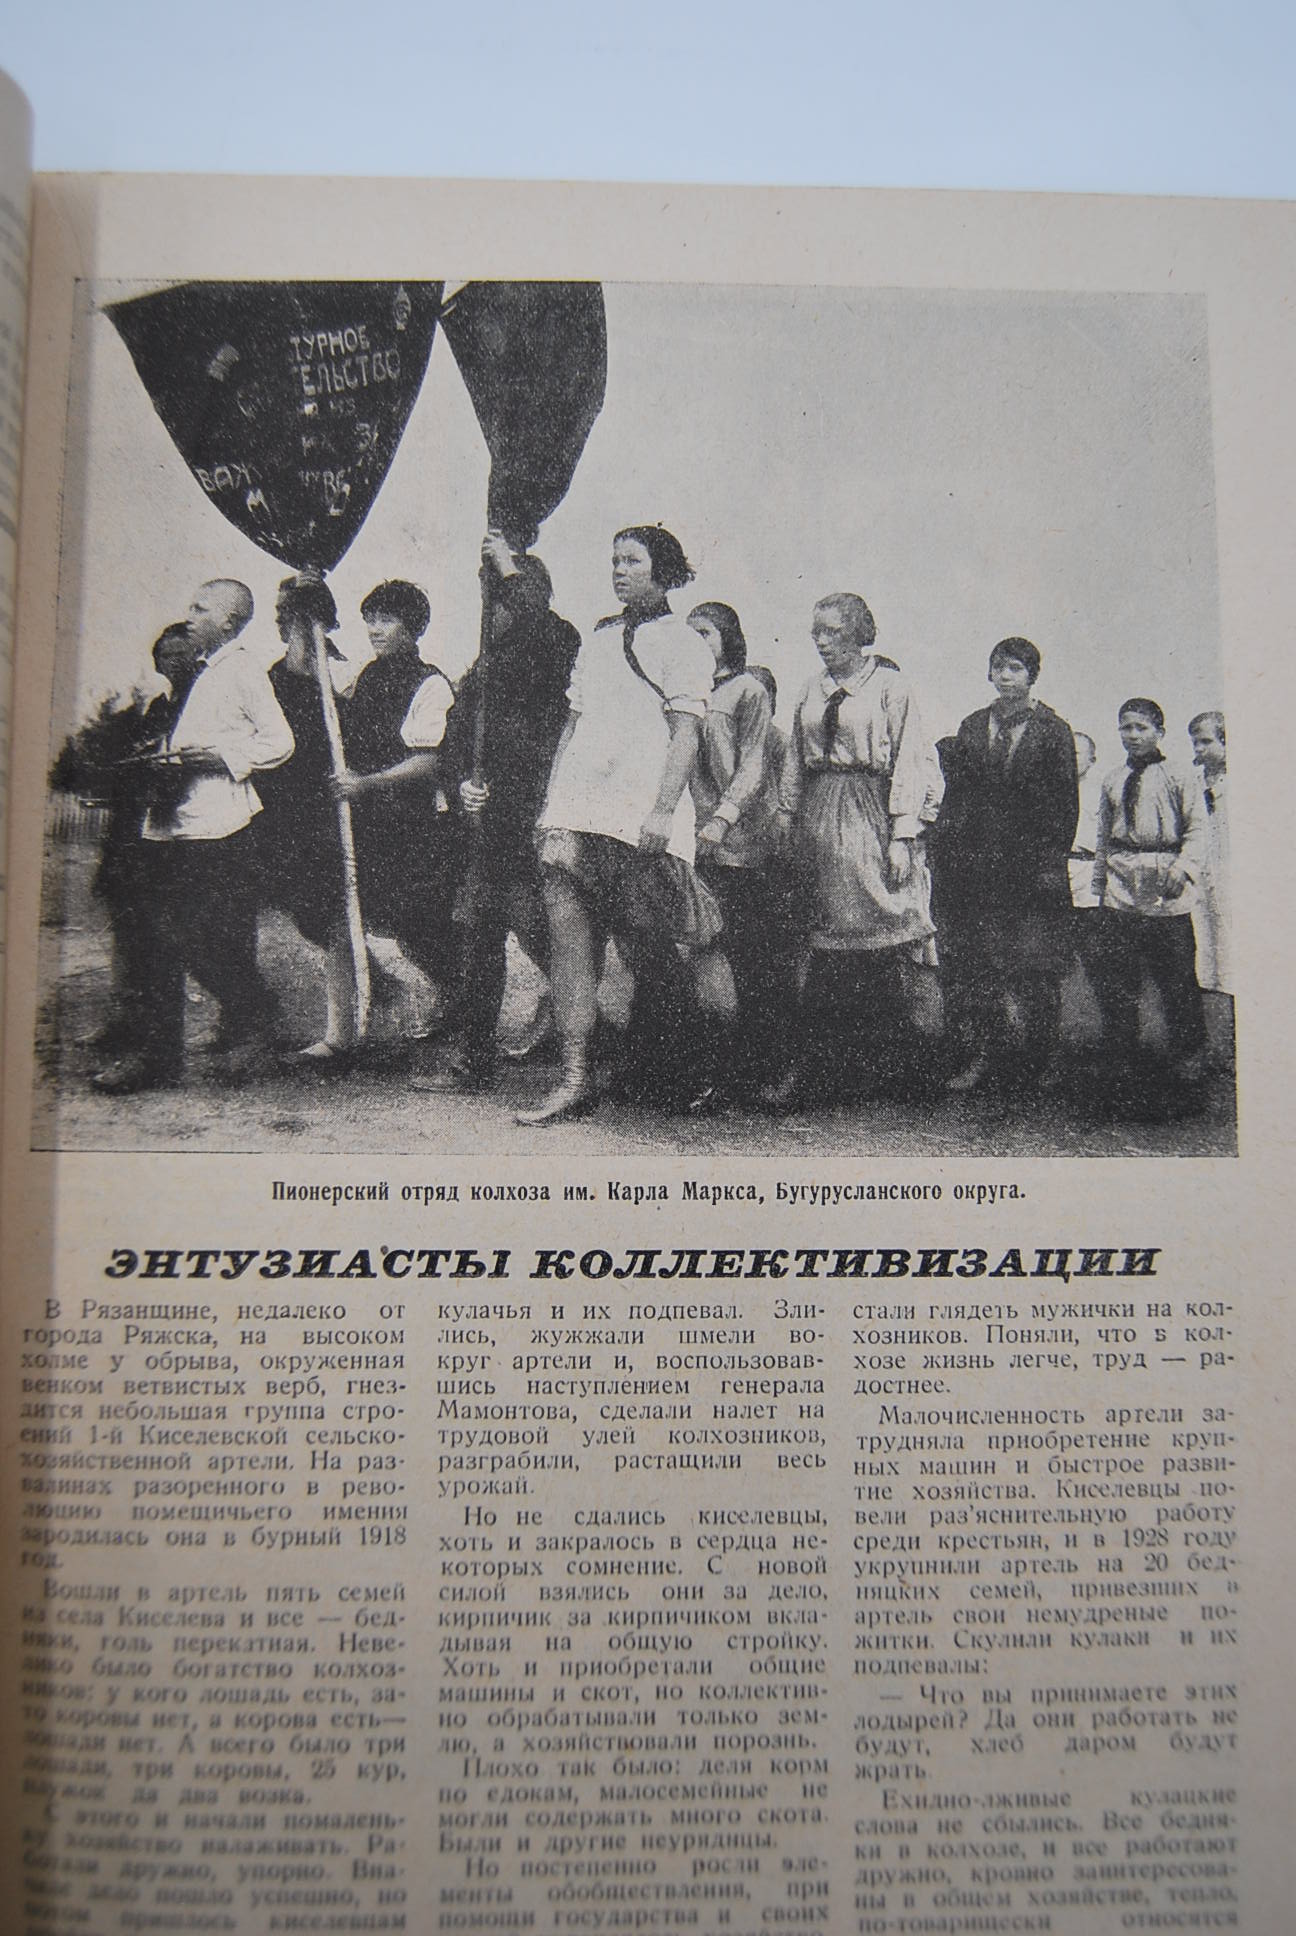 ТУРНОЕ
ЕЛЬСТВО
ВАЖ
М
Пионерский отряд колхоза им. Карла Маркса, Бугурусланского округа.
ЭНТУЗИАСТЫ КОЛЛЕКТИВИЗАЦИИ
В Рязанщине, недалеко от
города Ряжска, на высоком
холме у обрыва, окруженная
венком ветвистых верб, гнез-
дится небольшая группа стро-
ений 1-й Киселевской сельско-
хозяйственной артели. На раз-
валинах разоренного в рево-
люцию помещичьего имения
зародилась она в бурный 1918
год.
Вошли в артель пять семей
из села Киселева и все — бед-
няки, голь перекатная. Неве-
лико было богатство колхоз-
ников: у кого лошадь есть, за-
то коровы нет, а корова есть—
лошади нет. А всего было три
лошади, три коровы, 25 кур,
плужок да два возка.
С этого и начали помалень-
ку хозяйство налаживать. Ра-
ботали дружно, упорно. Вна-
чале дело пошло успешно, но
потом пришлось киселевцам
кулачья и их подпевал. Зли-
лись, жужжали шмели во-
круг артели и, воспользовав-
шись наступлением генерала
Мамонтова, сделали налет на
трудовой улей колхозников,
разграбили, растащили весь
урожай.
Но не сдались киселевцы,
хоть и закралось в сердца не-
которых сомнение. С новой
силой взялись они за дело,
кирпичик за кирпичиком вкла-
дывая на общую стройку.
Хоть и приобретали общие
машины и скот, но коллектив-
но обрабатывали только зем-
лю, а хозяйствовали порознь.
Плохо так было: деля корм
по едокам, малосемейные не
могли содержать много скота.
Были и другие неурядицы.
Но постепенно росли эле-
менты обобществления, при
помощи государства и своих
стали глядеть мужички на кол-
хозников. Поняли, что в кол-
хозе жизнь легче, труд — ра-
достнее.
Малочисленность артели за-
трудняла приобретение круп-
ных машин и быстрое разви-
тие хозяйства. Киселевцы по-
вели раз'яснительную работу
среди крестьян, и в 1928 году
укрупнили артель на 20 бед-
няцких семей, привезших в
артель свои немудреные по-
житки. Скулили кулаки и их
подпевалы:
— Что вы принимаете этих
лодырей? Да они работать не
будут, хлеб даром будут
жрать.
Ехидно-лживые кулацкие
слова не сбылись. Все бедня-
ки в колхозе, и все работают
дружно, кровно заинтересова-
ны в общем хозяйстве, тепло,
по-товарищески относятся